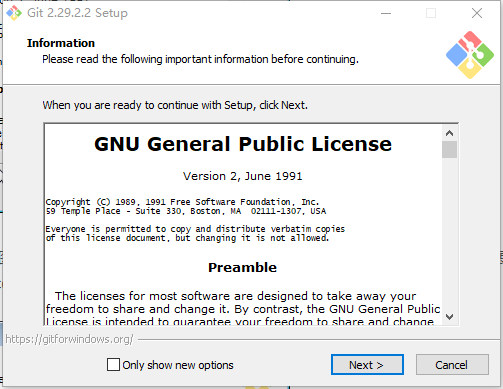 Git 2.29.2.2 Setup
Information
Please read the following important information before continuing.
When you are ready to continue with Setup, click Next.
GNU General Public License
Version 2, June 1991
Copyright (C) 1989, 1991 Free Software Foundation, Inc.
59 Temple Place - Suite 330, Boston, MA  02111-1307, USA
Everyone is permitted to copy and distribute verbatim copies
of this license document, but changing it is not allowed.
Preamble
The licenses for most software are designed to take away your
freedom to share and change it. By contrast, the GNU General Public
License is intended to guarantee your freedom to share and change
https://gitforwindows.org/
Only show new options
Next >
Cancel